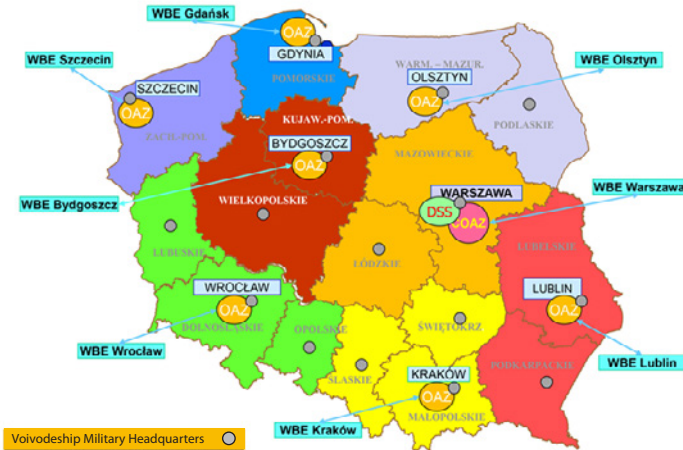 WBE Gdańsk
OAZ
GDYNIA
POMORSKIE
WBE Szczecin
SZCZECIN
OAZ
ZACH.-POM.
WARM. – MAZUR.
OLSZTYN
OAZ
WBE Olsztyn
PODLASKIE
KUJAW.-POM.
BYDGOSZCZ
OAZ
WBE Bydgoszcz
WIELKOPOLSKIE
MAZOWIECKIE
WARSZAWA
DSS
COAZ
WBE Warszawa
LUBUSKIE
ŁÓDZKIE
LUBELSKIE
WROCŁAW
OAZ
DOLNOŚLĄSKIE
WBE Wrocław
OPOLSKIE
LUBLIN
OAZ
WBE Lublin
ŚWIĘTOKRZ
ŚLASKIE
KRAKÓW
OAZ
MAŁOPOLSKIE
WBE Kraków
PODKARPACKIE
Voivodeship Military Headquarters